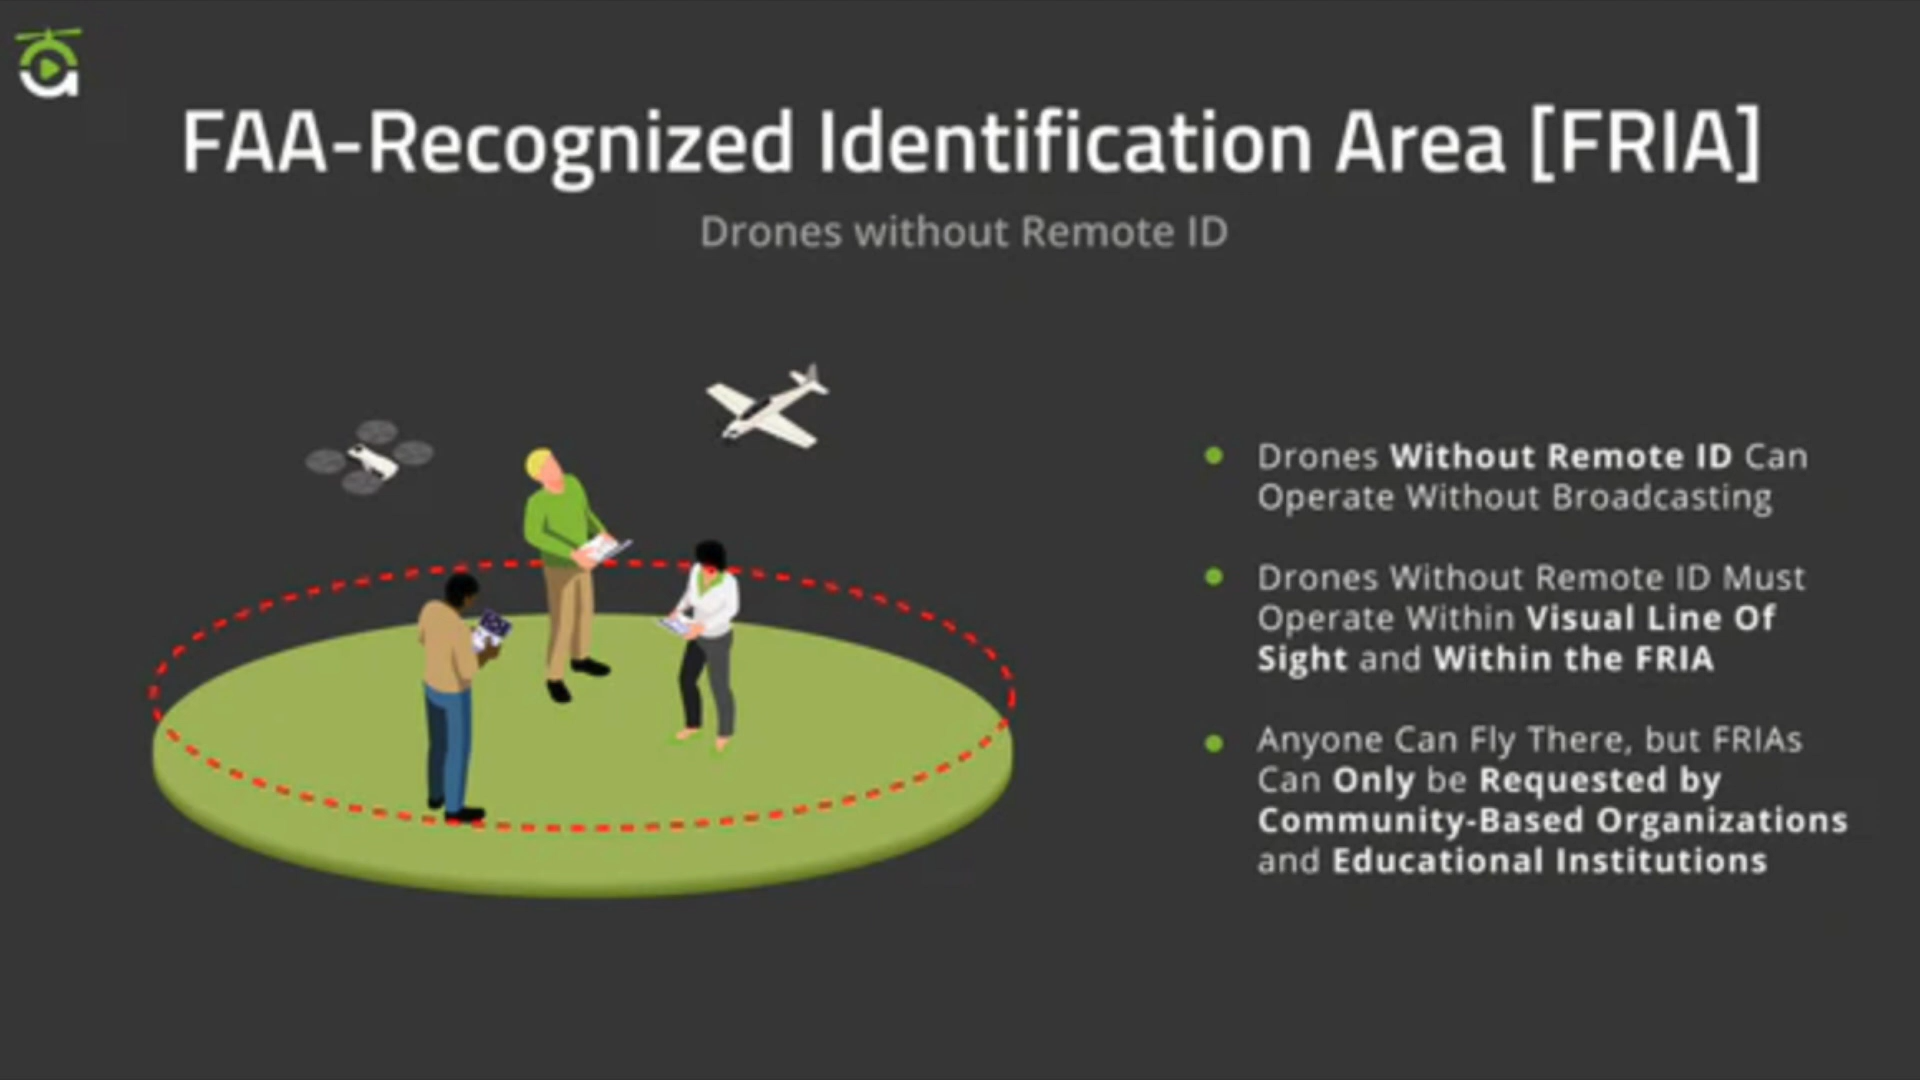 FAA-Recognized Identification Area [FRIA]
Drones without Remote ID
Drones Without Remote ID Can
Operate Without Broadcasting
Drones Without Remote ID Must
Operate Within Visual Line Of
Sight and Within the FRIA
Anyone Can Fly There, but FRIAs
Can Only be Requested by
Community-Based Organizations
and Educational Institutions